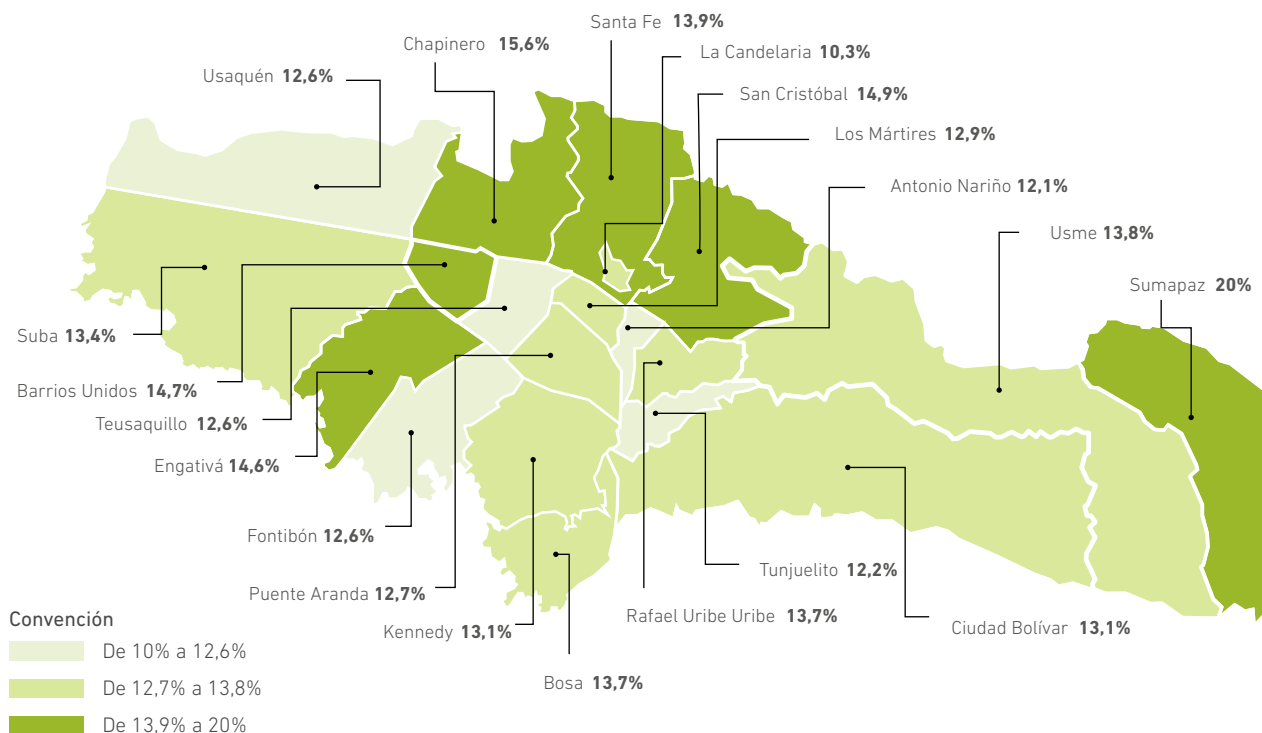 Santa Fe 13,9%
Chapinero 15,6%
La Candelaria 10,3%
Usaquén 12,6%
San Cristóbal 14,9%
Los Mártires 12,9%
Antonio Nariño 12,1%
Usme 13,8%
Sumapaz 20%
Suba 13,4%
Barrios Unidos 14,7%
Teusaquillo 12,6%
Engativá 14,6%
Fontibón 12,6%
Tunjuelito 12,2%
Puente Aranda 12,7%
Rafael Uribe Uribe 13,7%
Kennedy 13,1%
Ciudad Bolívar 13,1%
Bosa 13,7%
Convención
De 10% a 12,6%
De 12,7% a 13,8%
De 13,9% a 20%